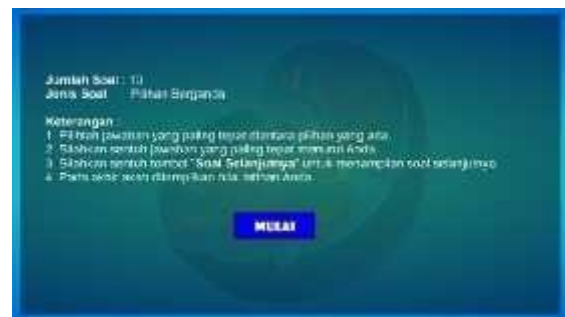 Jumlah Soal : 10
Jenis Soal Pilihan Berganda
Keterangan
1 Pilihlah jawaban yang paling tepat diantara pilihan yang ada.
2 Silahkan sentuh jawaban yang paling tepat menurut Anda.
3 Silahkan sentuh tombol "Soal Selanjutnya" untuk menampilkan soal selanjutnya
4 Pada akhir akan ditampilkan nilai latihan Anda.
MULAI